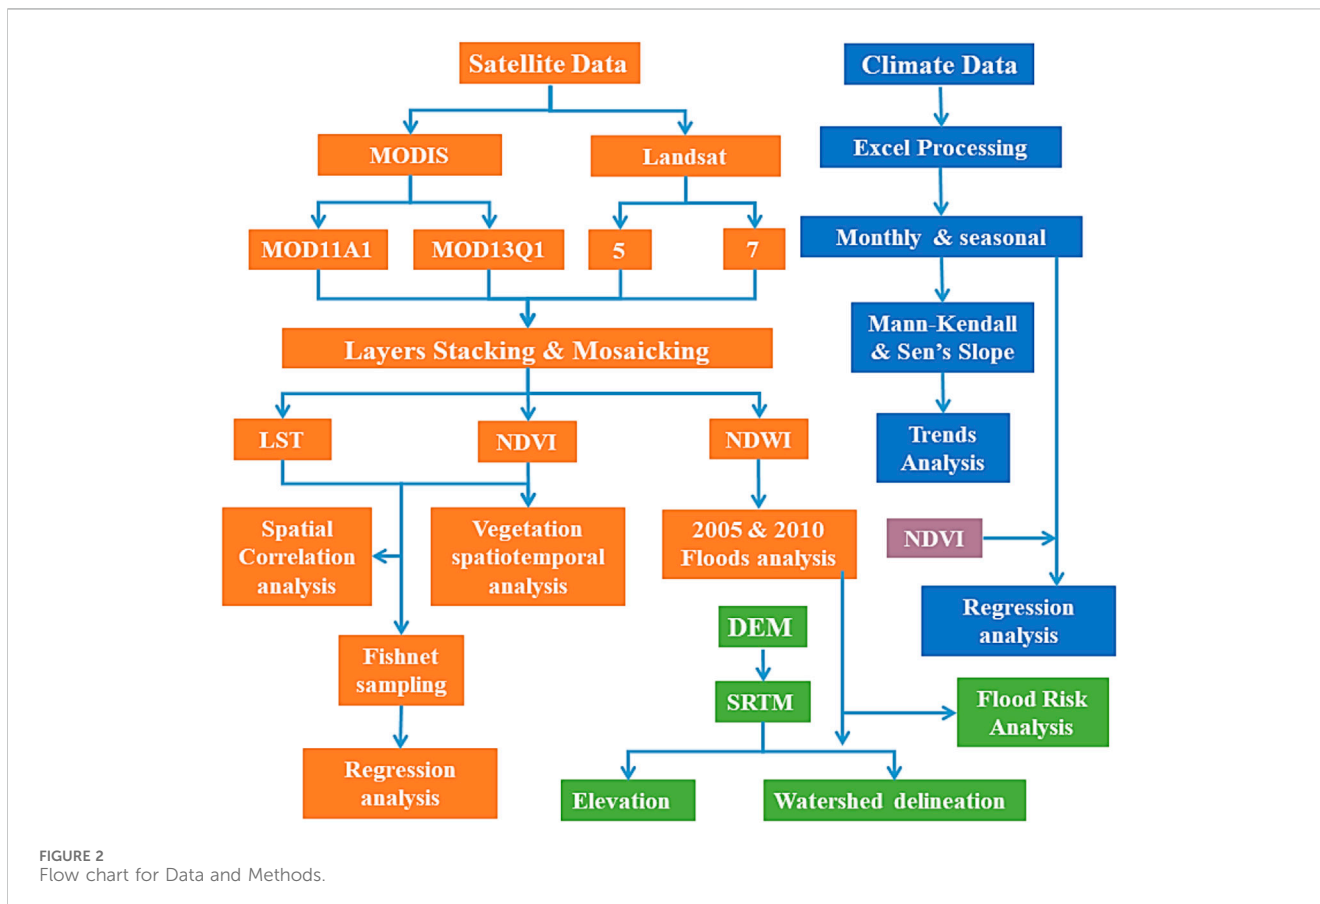 Satellite Data
Climate Data
MODIS
Landsat
Excel Processing
MOD11A1
MOD13Q1
5
7
Monthly & seasonal
Layers Stacking & Mosaicking
Mann-Kendall
& Sen's Slope
LST
NDVI
NDWI
Trends
Analysis
Spatial
Correlation
analysis
Vegetation
spatiotemporal
analysis
2005 & 2010
Floods analysis
NDVI
Regression
analysis
DEM
Fishnet
sampling
SRTM
Flood Risk
Analysis
Regression
analysis
Elevation
Watershed delineation
FIGURE 2
Flow chart for Data and Methods.